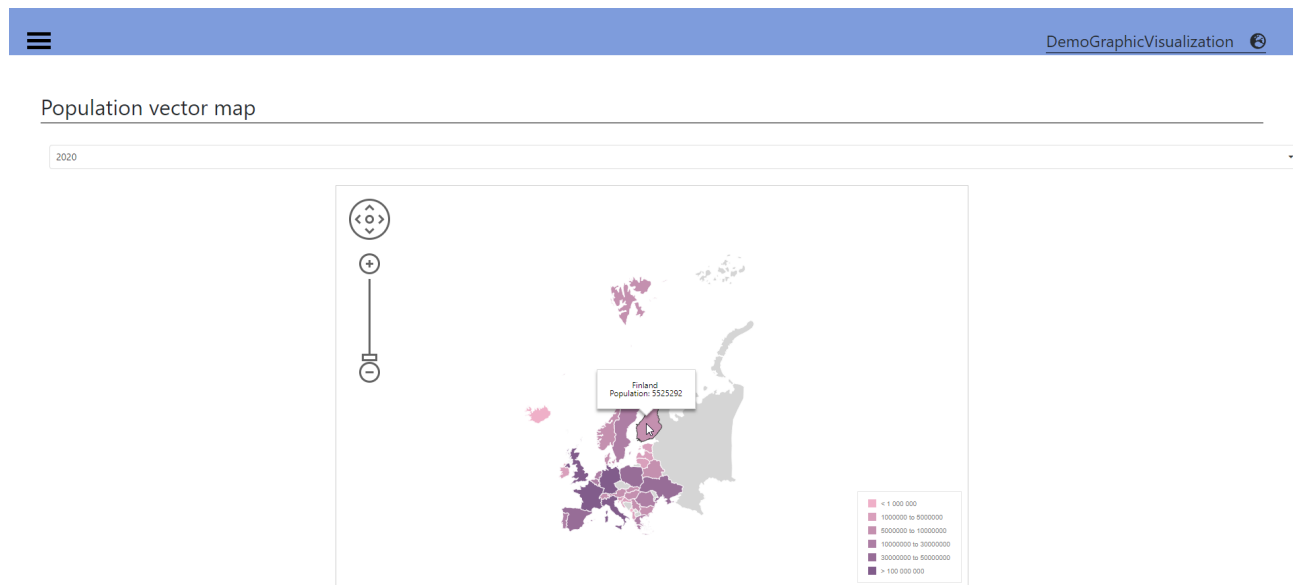 DemoGraphicVisualization
Population vector map
2020
Finland
Population: 5525292
< 1 000 000
1000000 to 5000000
5000000 to 10000000
10000000 to 30000000
30000000 to 50000000
> 100 000 000